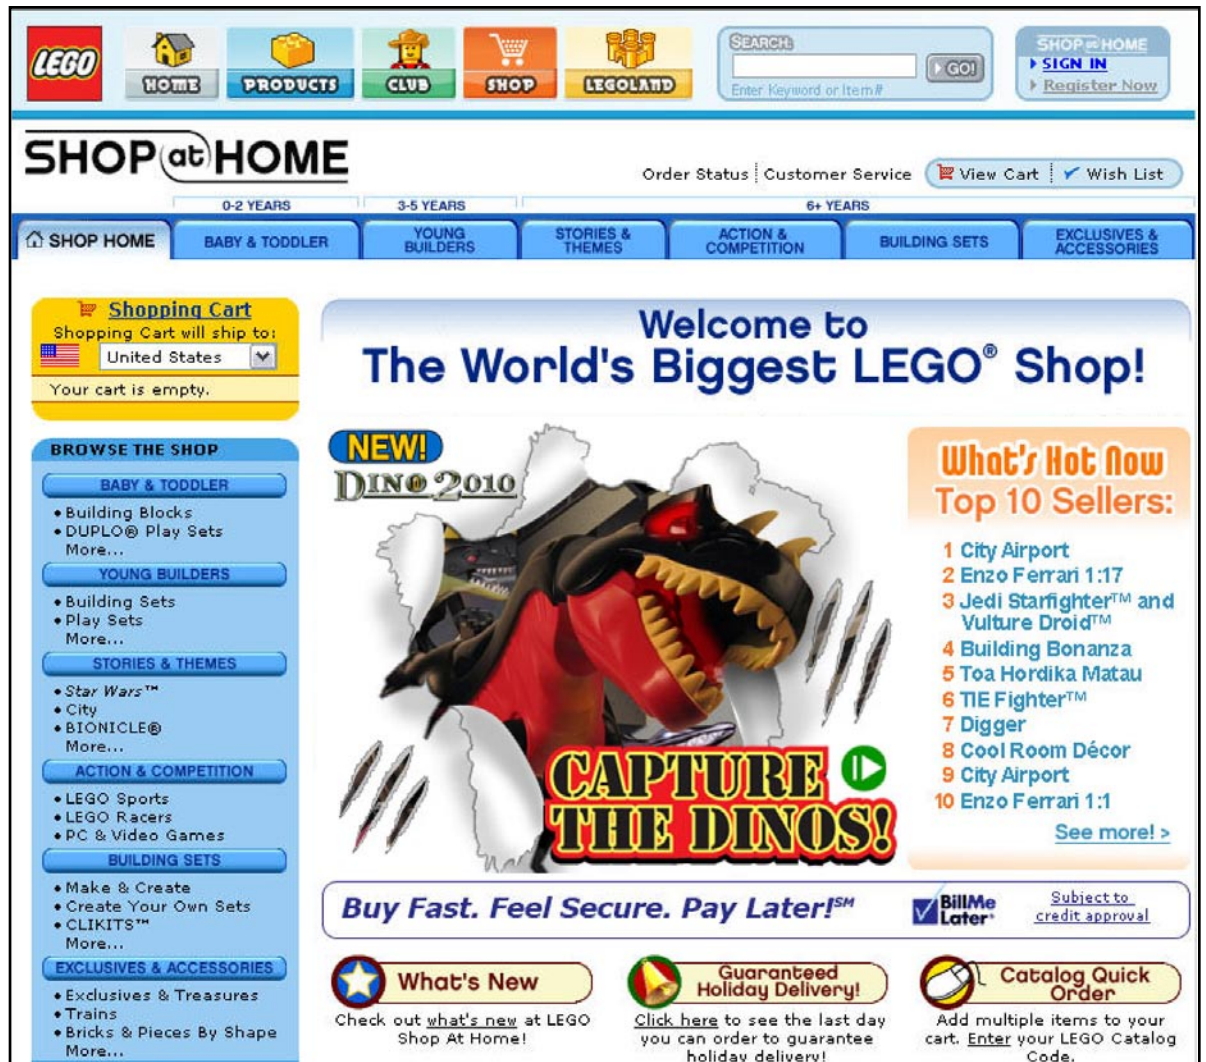 LEGO
HOME
PRODUCTS
CLUB
SHOP
LEGOLAND
SEARCH:
GO!
Enter Keyword or Item#
SHOP at HOME
SIGN IN
Register Now
SHOP at HOME
Order Status
Customer Service
View Cart
Wish List
0-2 YEARS
3-5 YEARS
6+ YEARS
SHOP HOME
BABY & TODDLER
YOUNG
BUILDERS
STORIES &
THEMES
ACTION &
COMPETITION
BUILDING SETS
EXCLUSIVES &
ACCESSORIES
Shopping Cart
Shopping Cart will ship to:
United States
Your cart is empty.
BROWSE THE SHOP
BABY & TODDLER
• Building Blocks
• DUPLO® Play Sets
More...
YOUNG BUILDERS
• Building Sets
• Play Sets
More...
STORIES & THEMES
• Star Wars™
• City
• BIONICLE®
More...
ACTION & COMPETITION
• LEGO Sports
• LEGO Racers
• PC & Video Games
BUILDING SETS
• Make & Create
• Create Your Own Sets
• CLIKITS™
More...
EXCLUSIVES & ACCESSORIES
• Exclusives & Treasures
• Trains
• Bricks & Pieces By Shape
More...
Welcome to
The World's Biggest LEGO® Shop!
NEW!
DINO 2010
CAPTURE
THE DINOS!
What's Hot Now
Top 10 Sellers:
1 City Airport
2 Enzo Ferrari 1:17
3 Jedi Starfighter™ and
Vulture Droid™
4 Building Bonanza
5 Toa Hordika Matau
6 TIE Fighter™
7 Digger
8 Cool Room Décor
9 City Airport
10 Enzo Ferrari 1:1
See more! >
Buy Fast. Feel Secure. Pay Later!℠
BillMe
Later®
Subject to
credit approval
What's New
Check out what's new at LEGO
Shop At Home!
Guaranteed
Holiday Delivery!
Click here to see the last day
you can order to guarantee
holiday delivery!
Catalog Quick
Order
Add multiple items to your
cart. Enter your LEGO Catalog
Code.